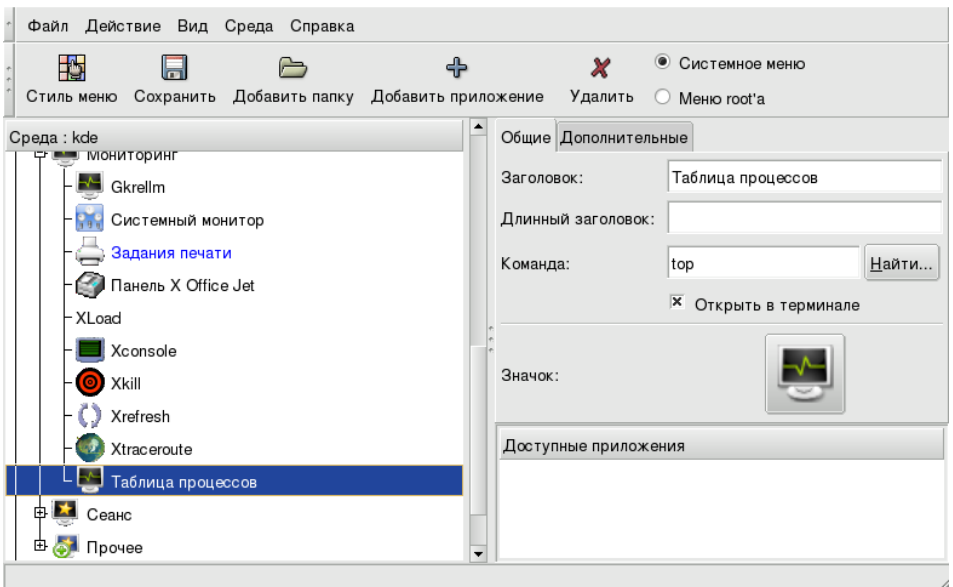 Файл Действие Вид Среда Справка
Стиль меню Сохранить Добавить папку Добавить приложение Удалить
Системное меню
Меню root'а
Среда : kde
Мониторинг
Gkrellm
Системный монитор
Задания печати
Панель X Office Jet
XLoad
Xconsole
Xkill
Xrefresh
Xtraceroute
Таблица процессов
Сеанс
Прочее
Общие Дополнительные
Заголовок: Таблица процессов
Длинный заголовок:
Команда: top Найти...
Открыть в терминале
Значок:
Доступные приложения